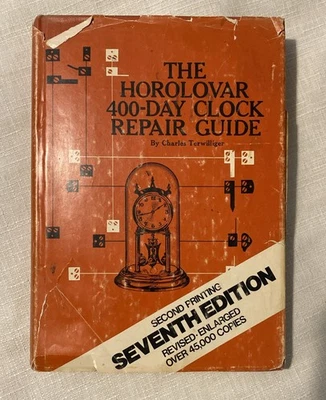 THE
HOROLOVAR
400-DAY CLOCK
REPAIR GUIDE
By Charles Terwilliger
SECOND PRINTING
SEVENTH EDITION
REVISED · ENLARGED
OVER 45,000 COPIES